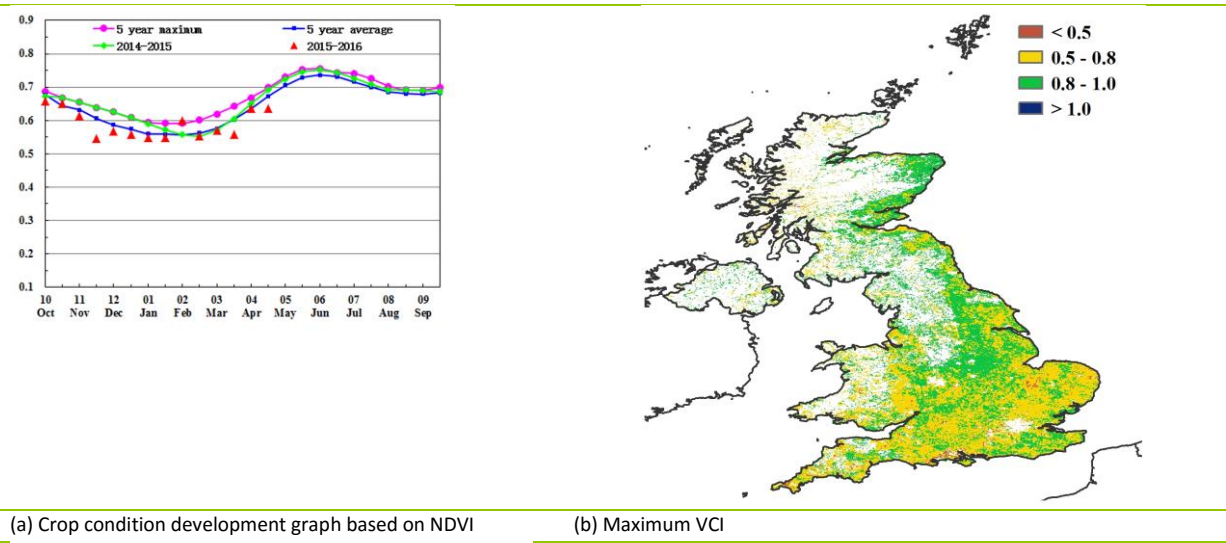 0.9
5 year maximum 5 year average
2014-2015 2015-2016
0.8
0.7
0.6
0.5
0.4
0.3
0.2
0.1
10 11 12 01 02 03 04 05 06 07 08 09
Oct Nov Dec Jan Feb Mar Apr May Jun Jul Aug Sep
< 0.5
0.5 - 0.8
0.8 - 1.0
> 1.0
(a) Crop condition development graph based on NDVI
(b) Maximum VCI